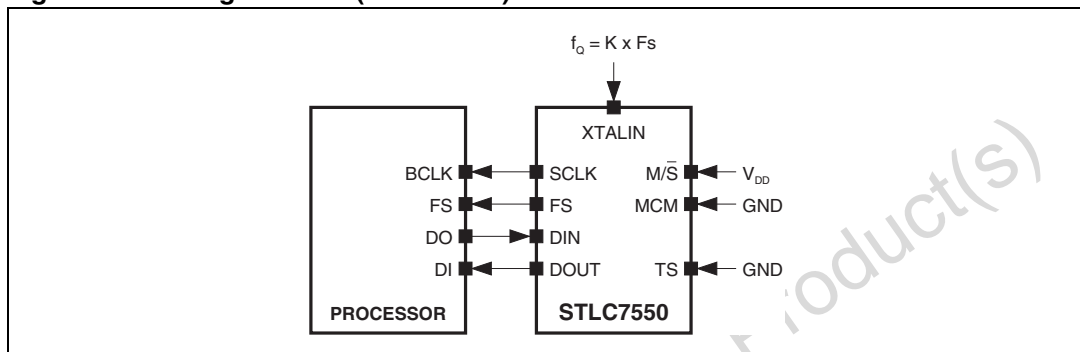 f_Q = K x Fs
XTALIN
BCLK SCLK M/S̅ V_DD
FS FS MCM GND
DO DIN
DI DOUT TS GND
PROCESSOR STLC7550